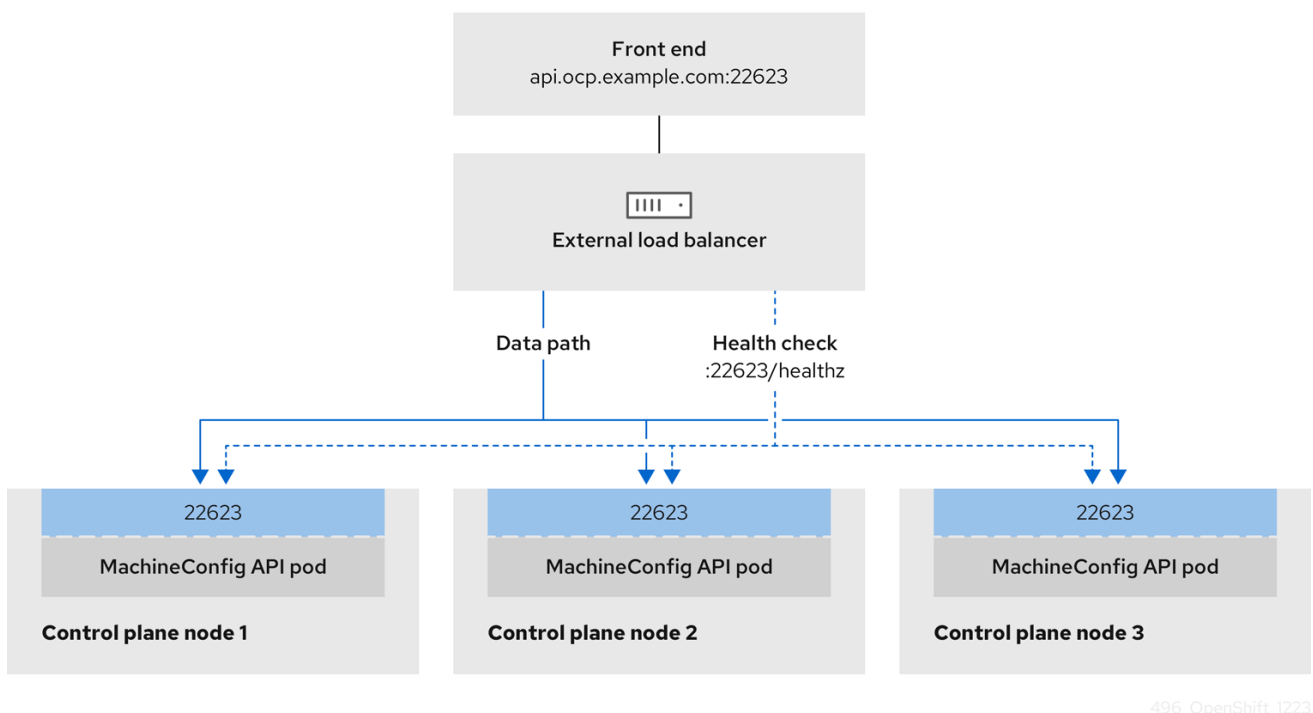 Front end
api.ocp.example.com:22623
External load balancer
Data path
Health check
:22623/healthz
22623
22623
22623
MachineConfig API pod
MachineConfig API pod
MachineConfig API pod
Control plane node 1
Control plane node 2
Control plane node 3
496_OpenShift_1223